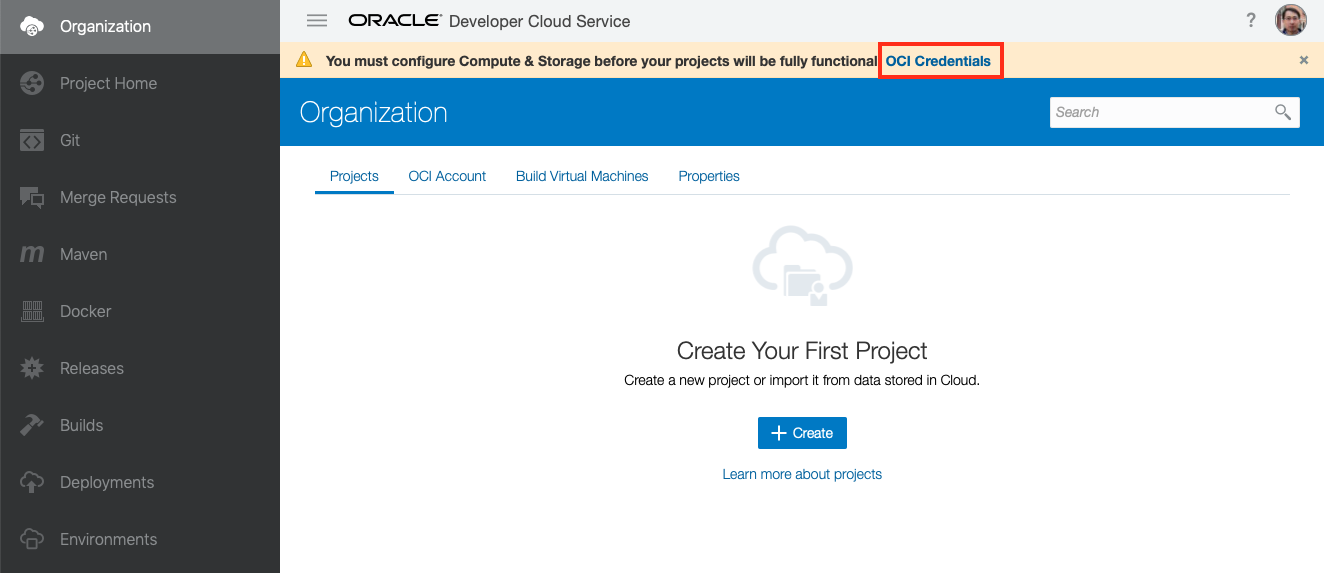 Organization
Project Home
Git
Merge Requests
Maven
Docker
Releases
Builds
Deployments
Environments
ORACLE® Developer Cloud Service
?
You must configure Compute & Storage before your projects will be fully functional OCI Credentials
Organization
Search
Projects OCI Account Build Virtual Machines Properties
Create Your First Project
Create a new project or import it from data stored in Cloud.
+ Create
Learn more about projects